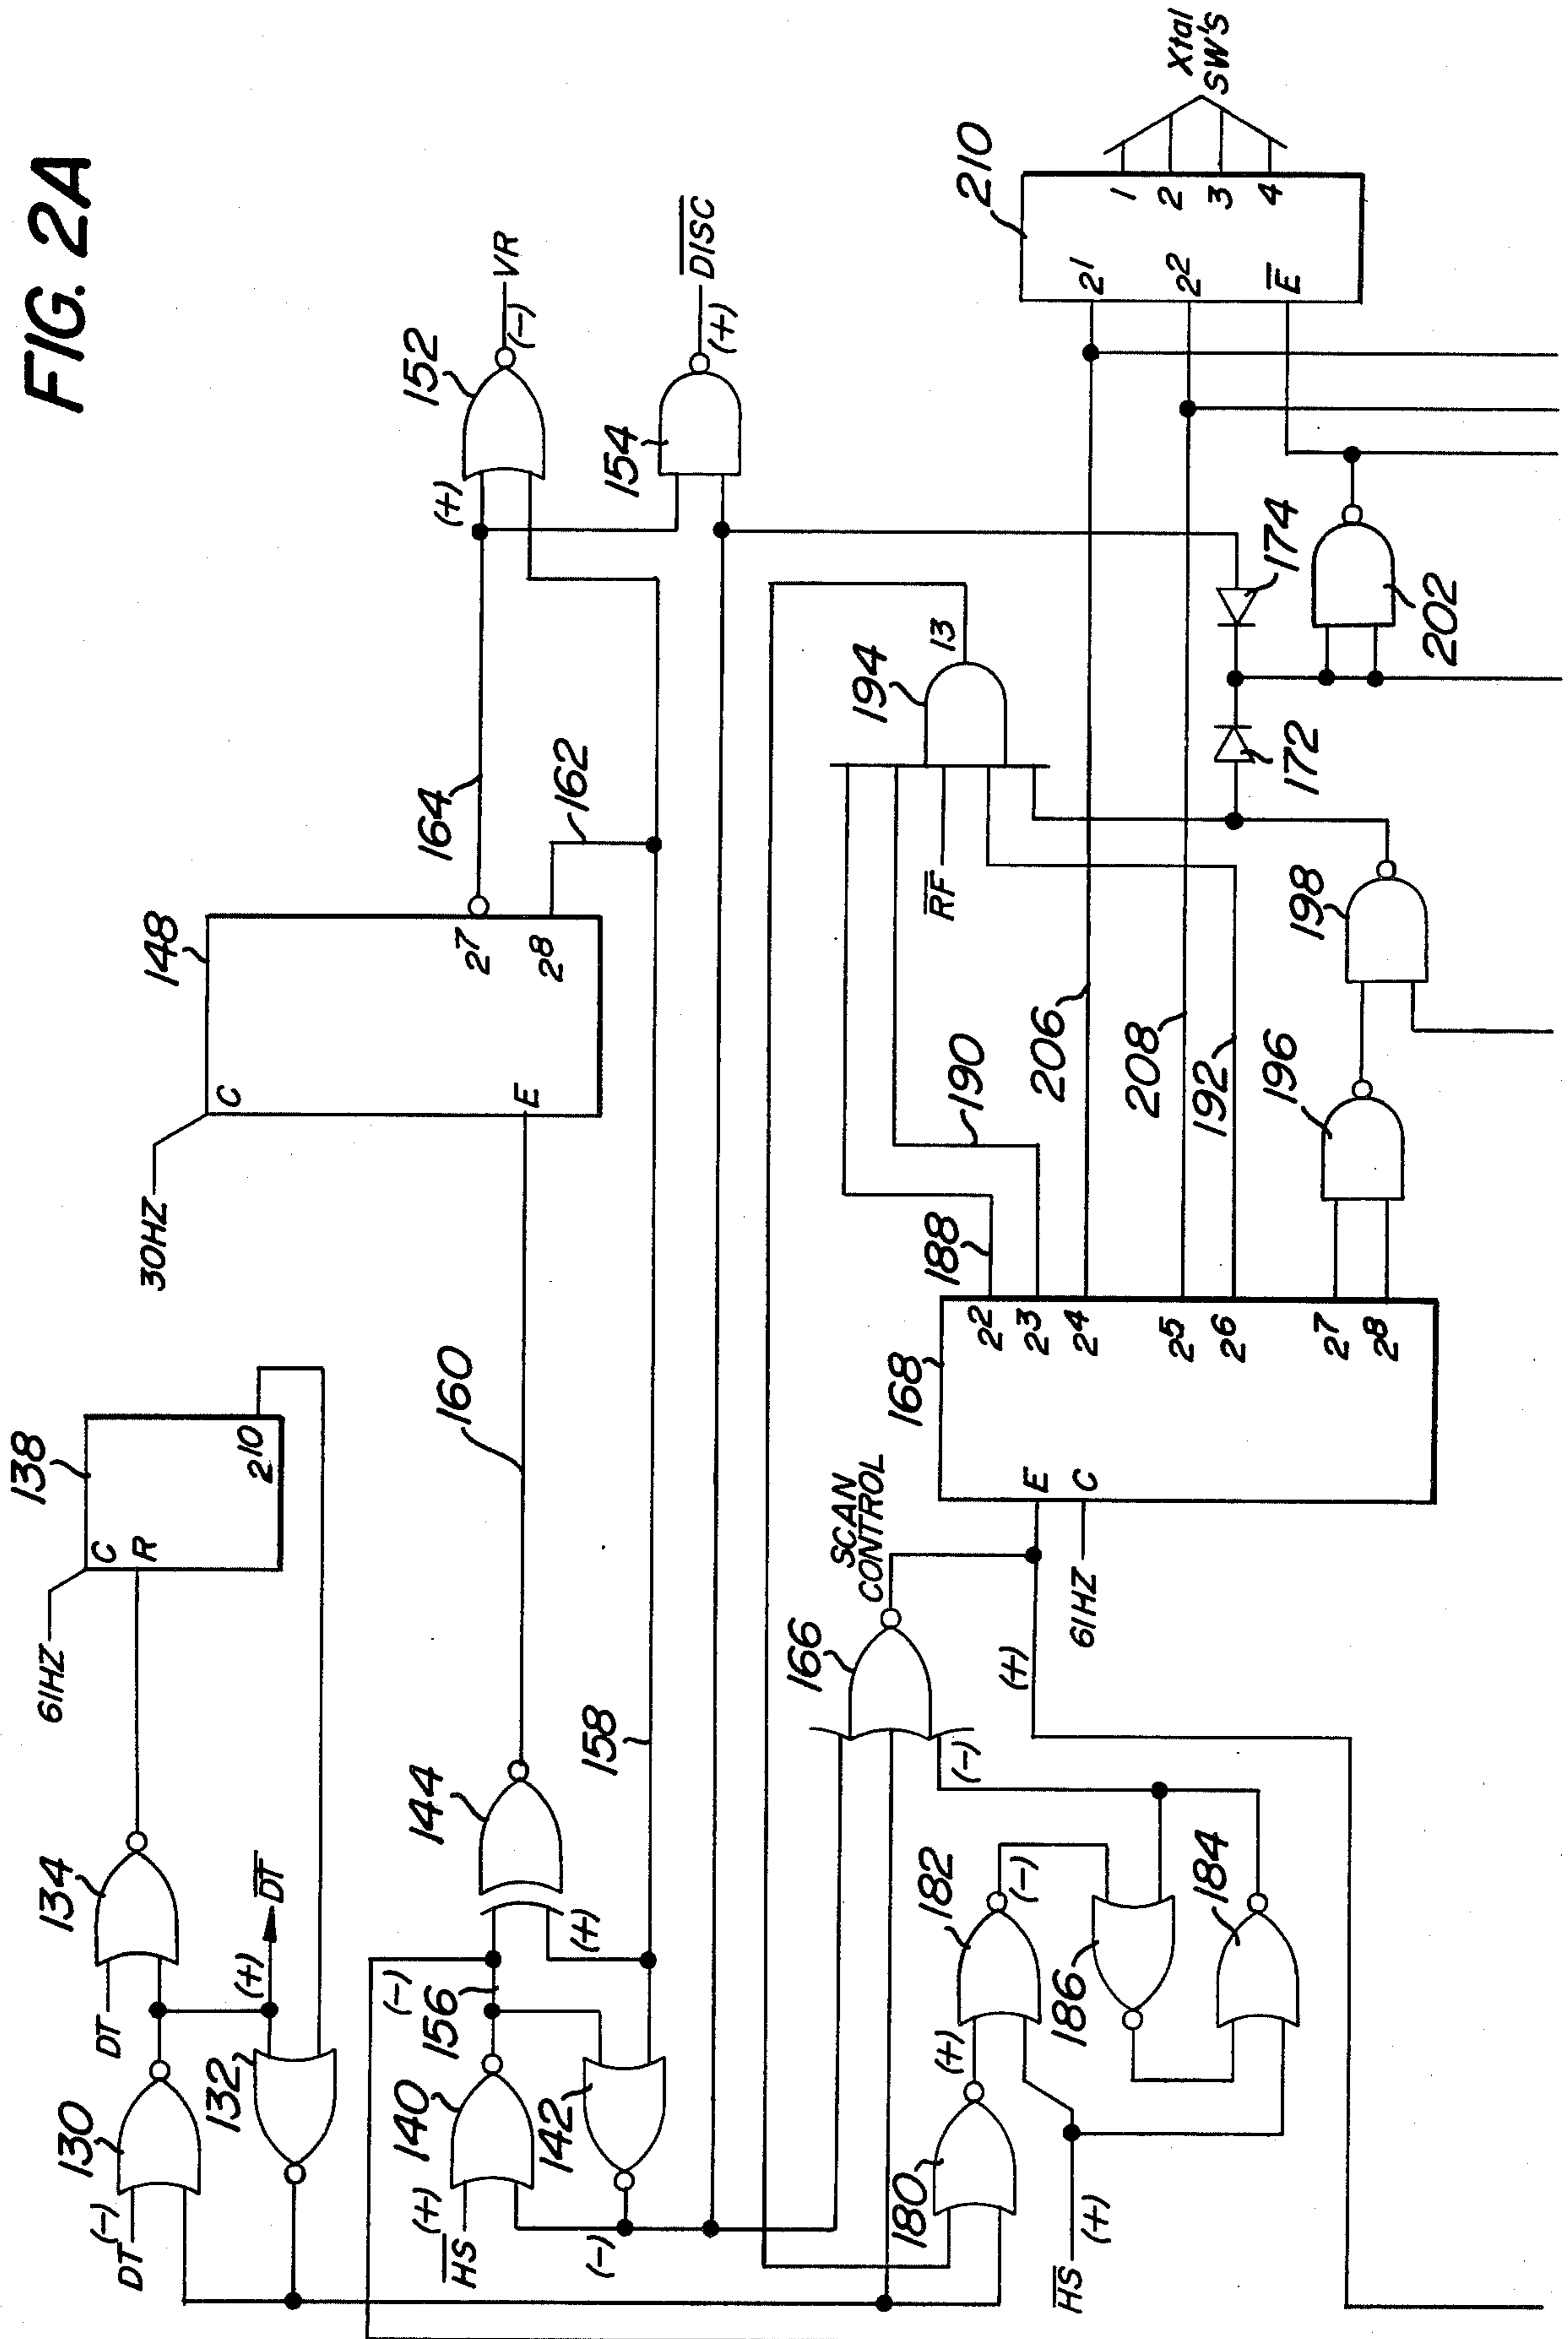 FIG. 2A
61HZ
138
C
R
2¹⁰
134
DT
130
DT (-)
132
(+)
DT̅
30HZ
148
C
E
2⁷
2⁸
164
162
(+)
152
VR
(-)
154
DISC̅
(+)
160
144
(-)
156
(+)
158
140
142
H̅S̅ (+)
(-)
SCAN
CONTROL
166
(-)
(+)
61HZ
E
C
168
2²
2³
2⁴
2⁵
2⁶
2⁷
2⁸
188
190
206
208
192
196
198
R̅F̅
194
13
172
174
202
210
2¹
2²
E̅
1
2
3
4
Xtal
SW'S
180
(+)
182
(-)
186
184
H̅S̅
(+)